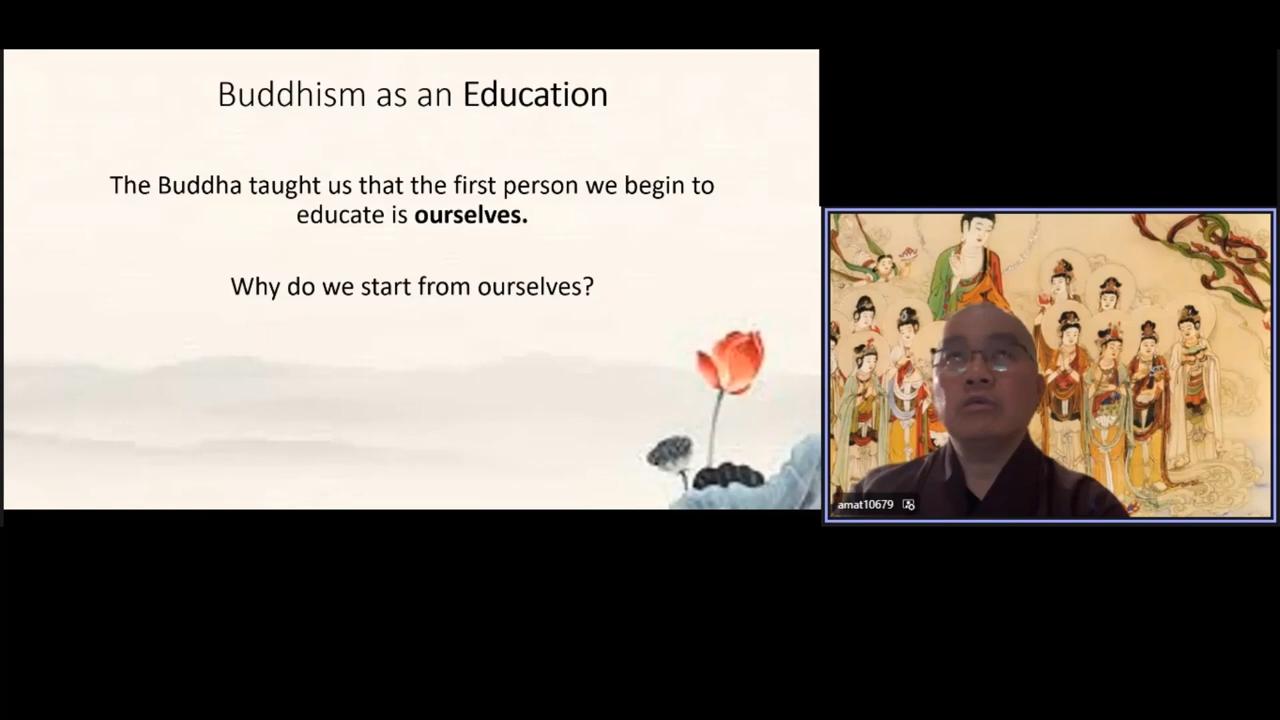 Buddhism as an Education
The Buddha taught us that the first person we begin to
educate is ourselves.
Why do we start from ourselves?
amat10679